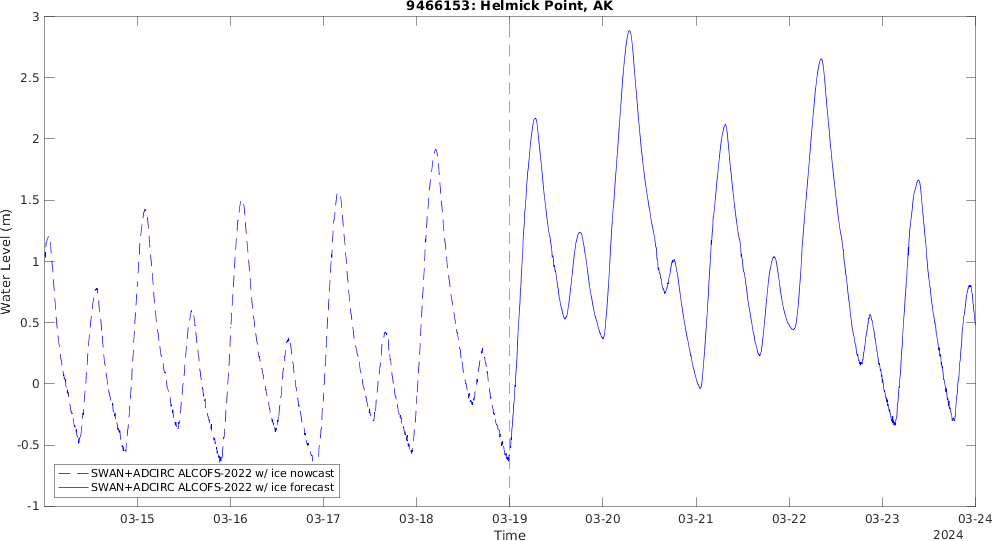 9466153: Helmick Point, AK
3
2.5
2
1.5
1
0.5
0
-0.5
-1
Water Level (m)
SWAN+ADCIRC ALCOFS-2022 w/ ice nowcast
SWAN+ADCIRC ALCOFS-2022 w/ ice forecast
03-15 03-16 03-17 03-18 03-19 03-20 03-21 03-22 03-23 03-24
Time
2024